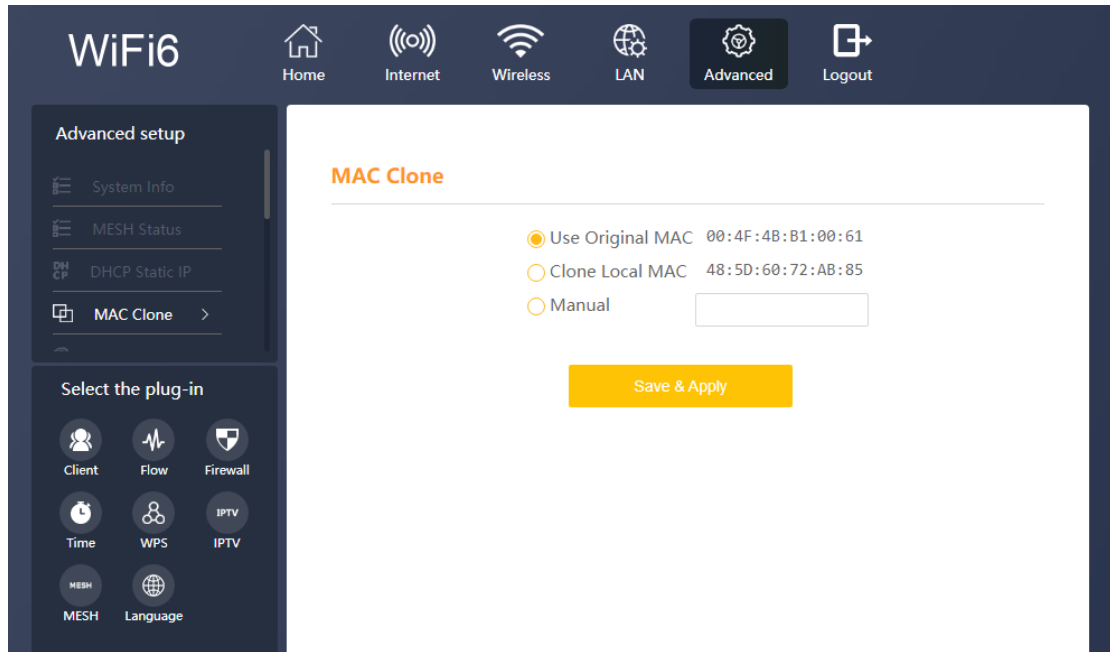 WiFi6
Home
Internet
Wireless
LAN
Advanced
Logout
Advanced setup
System Info
MESH Status
DHCP DHCP Static IP
MAC Clone
Select the plug-in
Client
Flow
Firewall
Time
WPS
IPTV
IPTV
MESH
MESH
Language
MAC Clone
Use Original MAC 00:4F:4B:B1:00:61
Clone Local MAC 48:5D:60:72:AB:85
Manual
Save & Apply